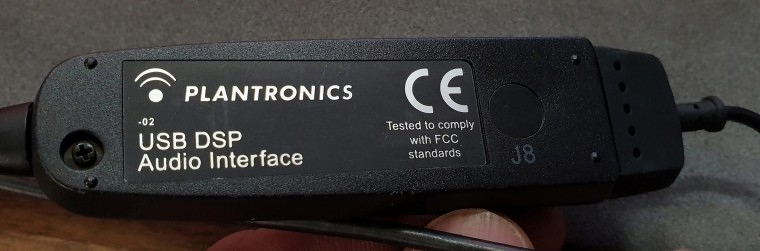 PLANTRONICS
-02
USB DSP
Audio Interface
CE
Tested to comply
with FCC
standards
J8